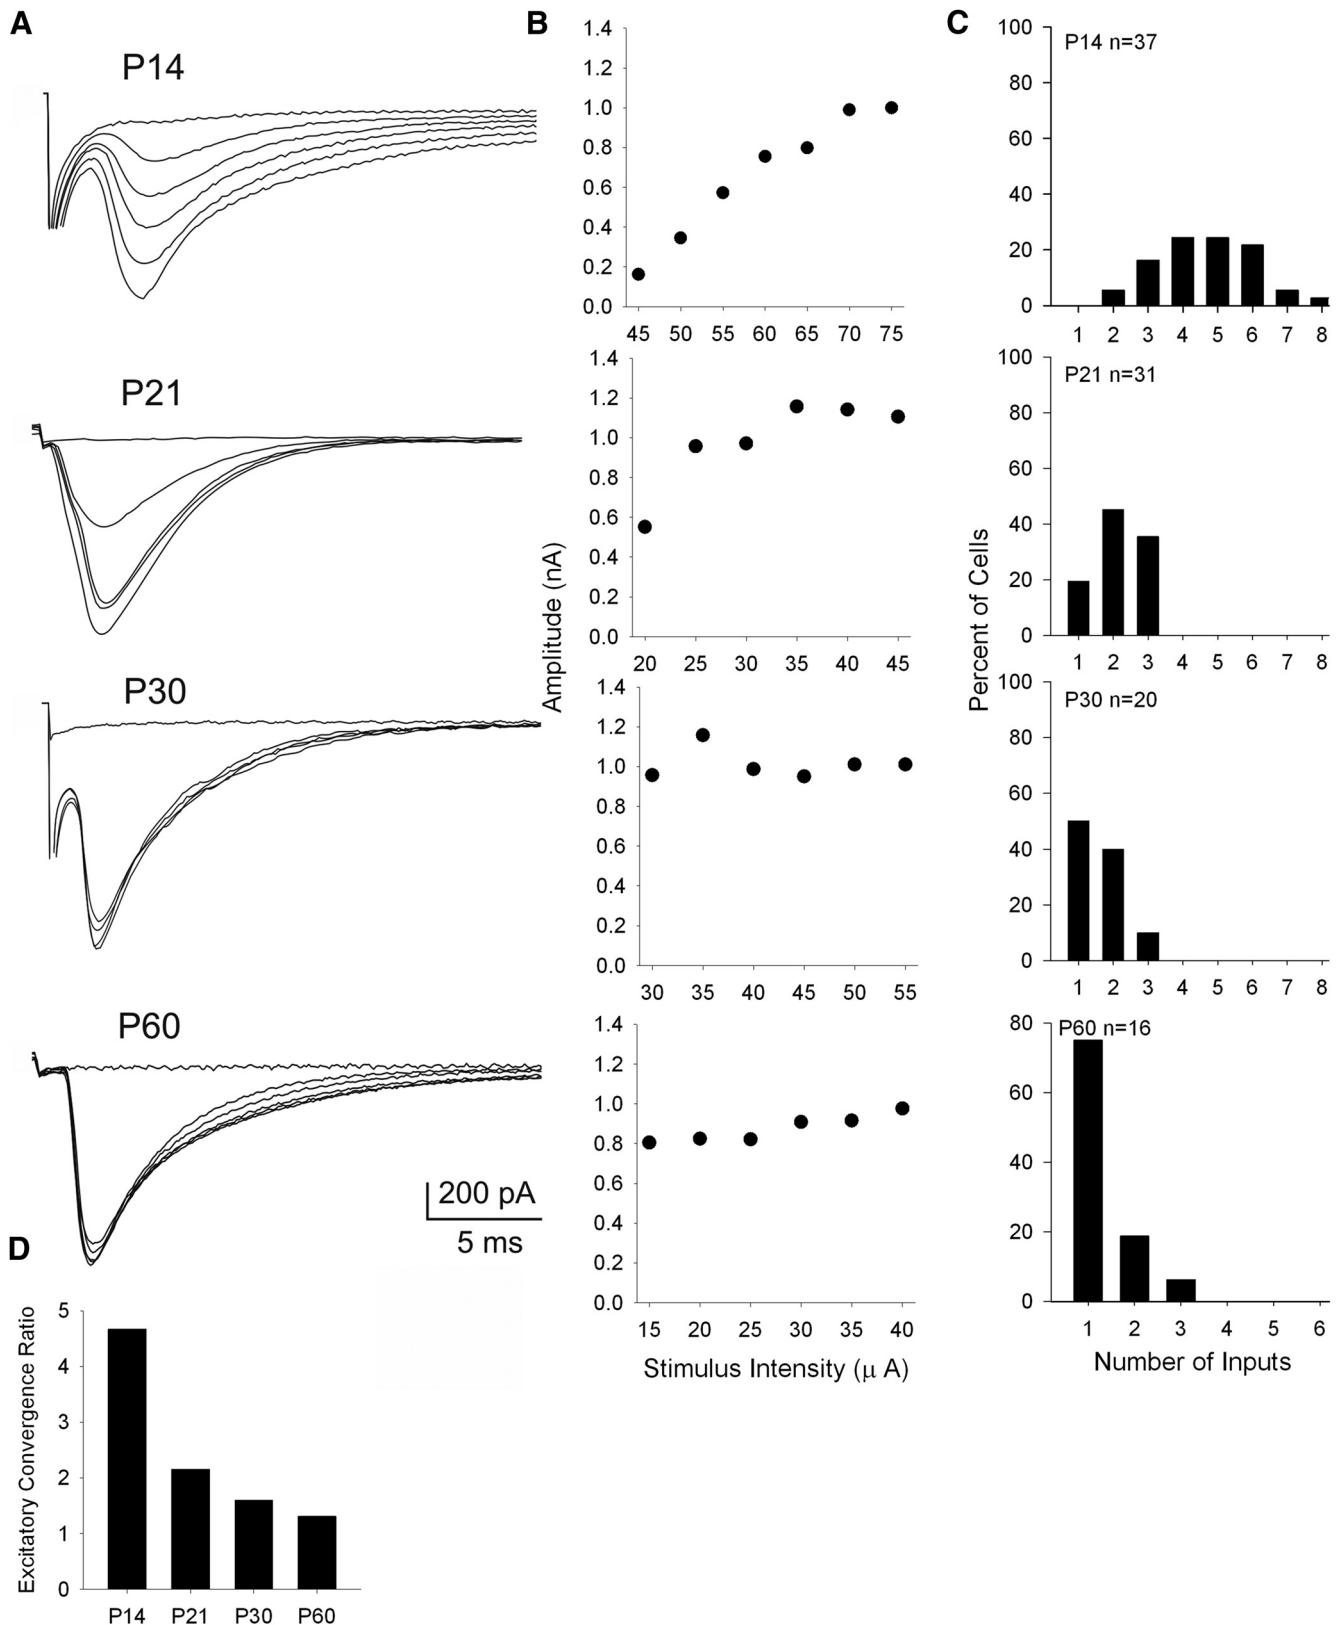 A
P14
P21
P30
P60
200 pA
5 ms
B
1.4
1.2
1.0
0.8
0.6
0.4
0.2
0.0
45 50 55 60 65 70 75
1.4
1.2
1.0
0.8
0.6
0.4
0.2
0.0
20 25 30 35 40 45
1.4
1.2
1.0
0.8
0.6
0.4
0.2
0.0
30 35 40 45 50 55
1.4
1.2
1.0
0.8
0.6
0.4
0.2
0.0
15 20 25 30 35 40
Amplitude (nA)
Stimulus Intensity (μ A)
C
100
80
60
40
20
0
P14 n=37
1 2 3 4 5 6 7 8
100
80
60
40
20
0
P21 n=31
1 2 3 4 5 6 7 8
100
80
60
40
20
0
P30 n=20
1 2 3 4 5 6 7 8
80
60
40
20
0
P60 n=16
1 2 3 4 5 6
Percent of Cells
Number of Inputs
D
5
4
3
2
1
0
Excitatory Convergence Ratio
P14 P21 P30 P60